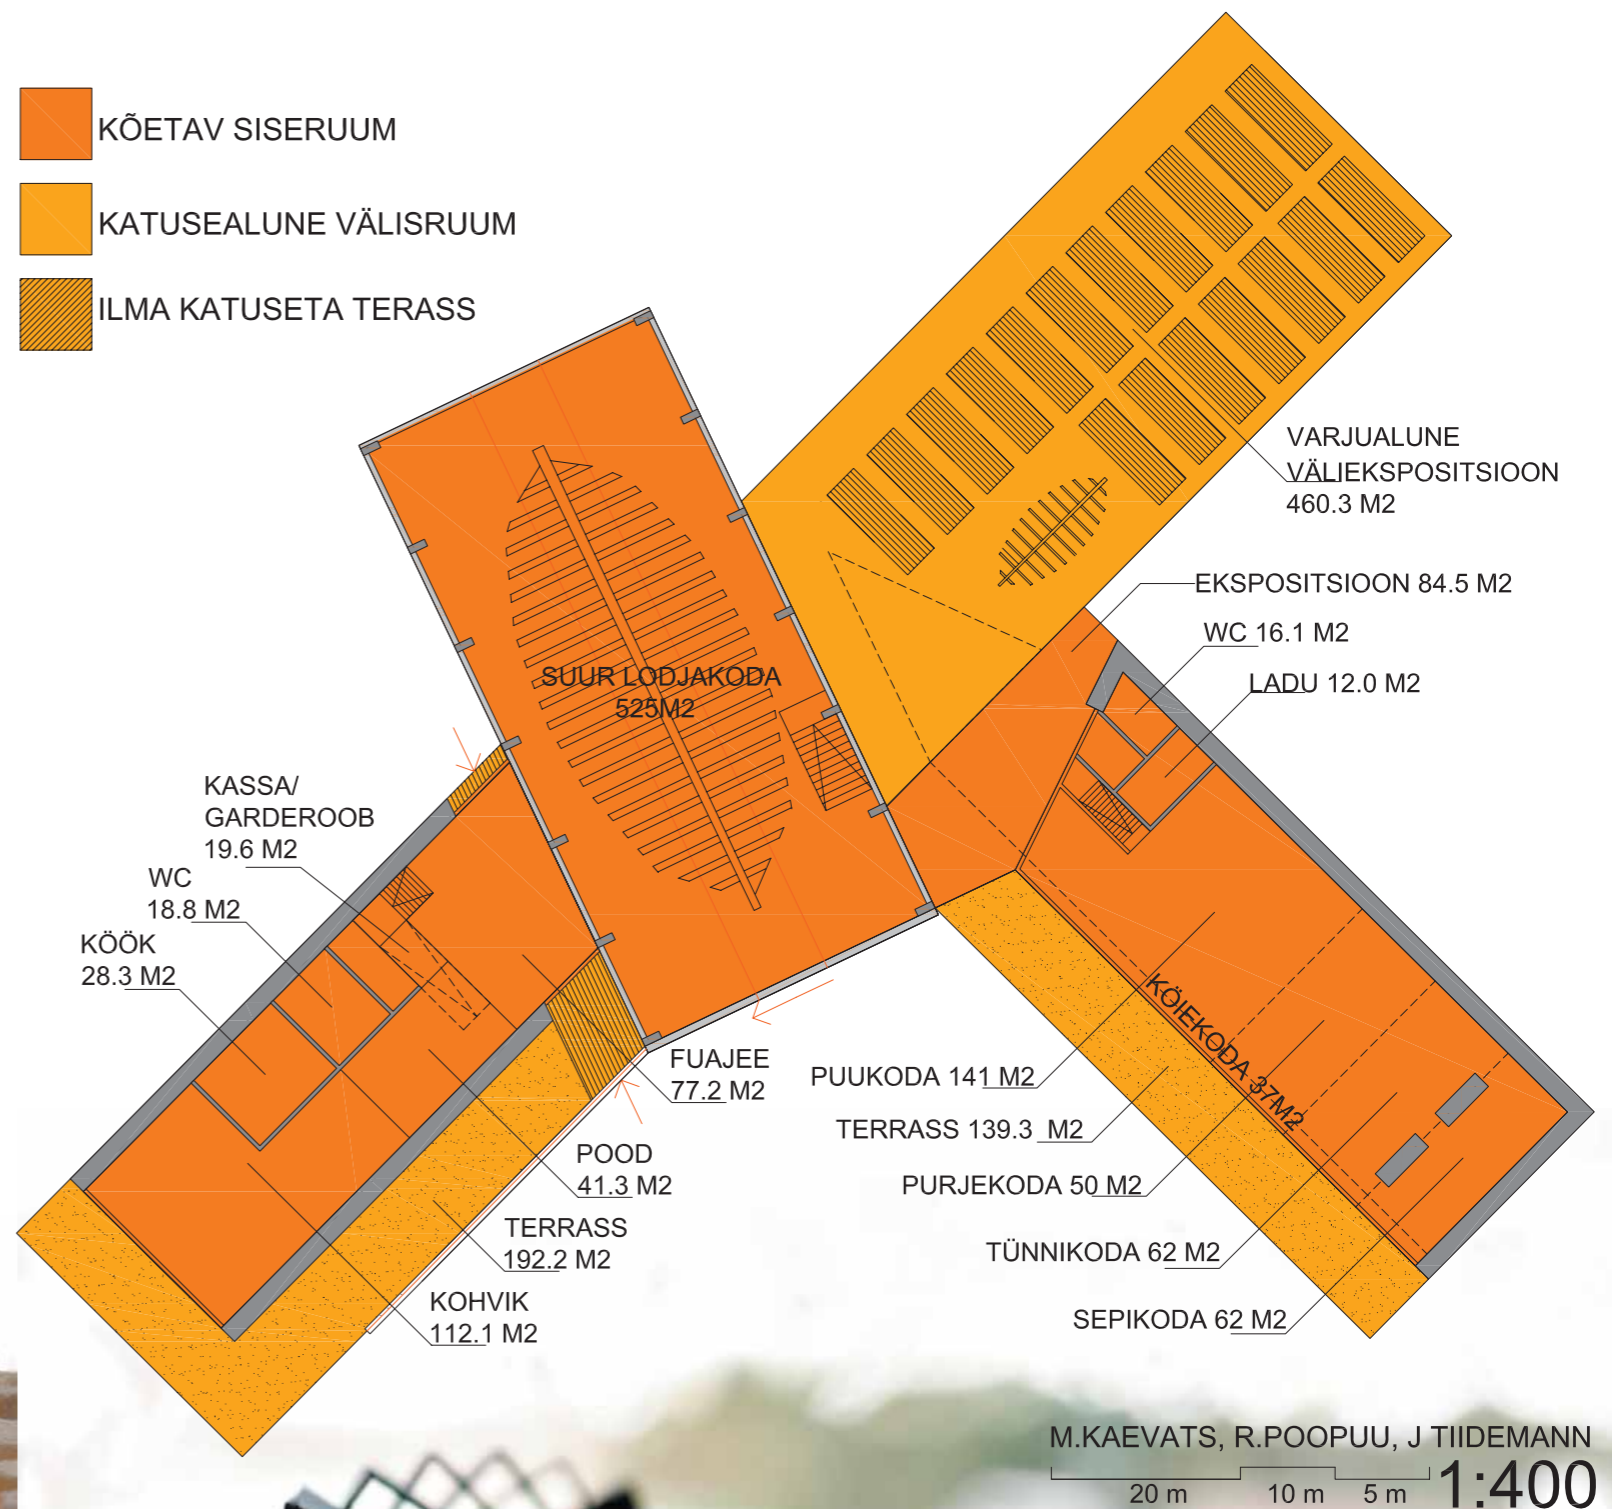 KÕETAV SISERUUM
KATUSEALUNE VÄLISRUUM
ILMA KATUSETA TERASS
VARJUALUNE
VÄLIEKSPOSITSIOON
460.3 M2
EKSPOSITSIOON 84.5 M2
WC 16.1 M2
LADU 12.0 M2
SUUR LODJAKODA
525M2
KASSA/
GARDEROOB
19.6 M2
WC
18.8 M2
KÖÖK
28.3 M2
FUAJEE
77.2 M2
POOD
41.3 M2
TERRASS
192.2 M2
KOHVIK
112.1 M2
KÖIEKODA 37M2
PUUKODA 141 M2
TERRASS 139.3 M2
PURJEKODA 50 M2
TÜNNIKODA 62 M2
SEPIKODA 62 M2
M.KAEVATS, R.POOPUU, J TIIDEMANN
20 m 10 m 5 m 1:400